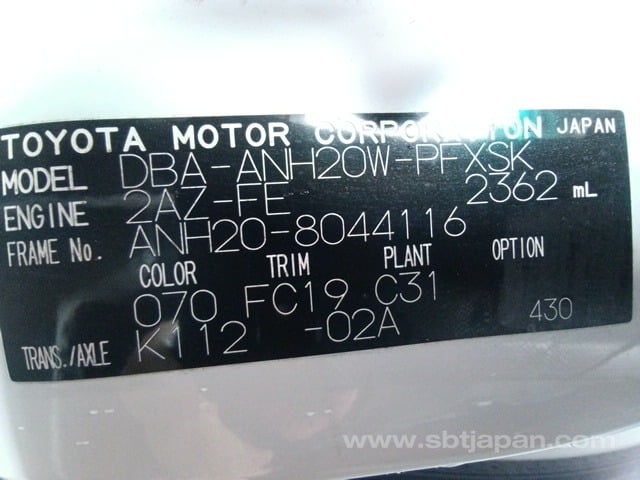 TOYOTA MOTOR CORPORATION JAPAN
MODEL DBA-ANH20W-PFXSK
ENGINE 2AZ-FE 2362 mL
FRAME No. ANH20-8044116
COLOR TRIM PLANT OPTION
070 FC19 C31
TRANS./AXLE K112 -02A 430
www.sbtjapan.com